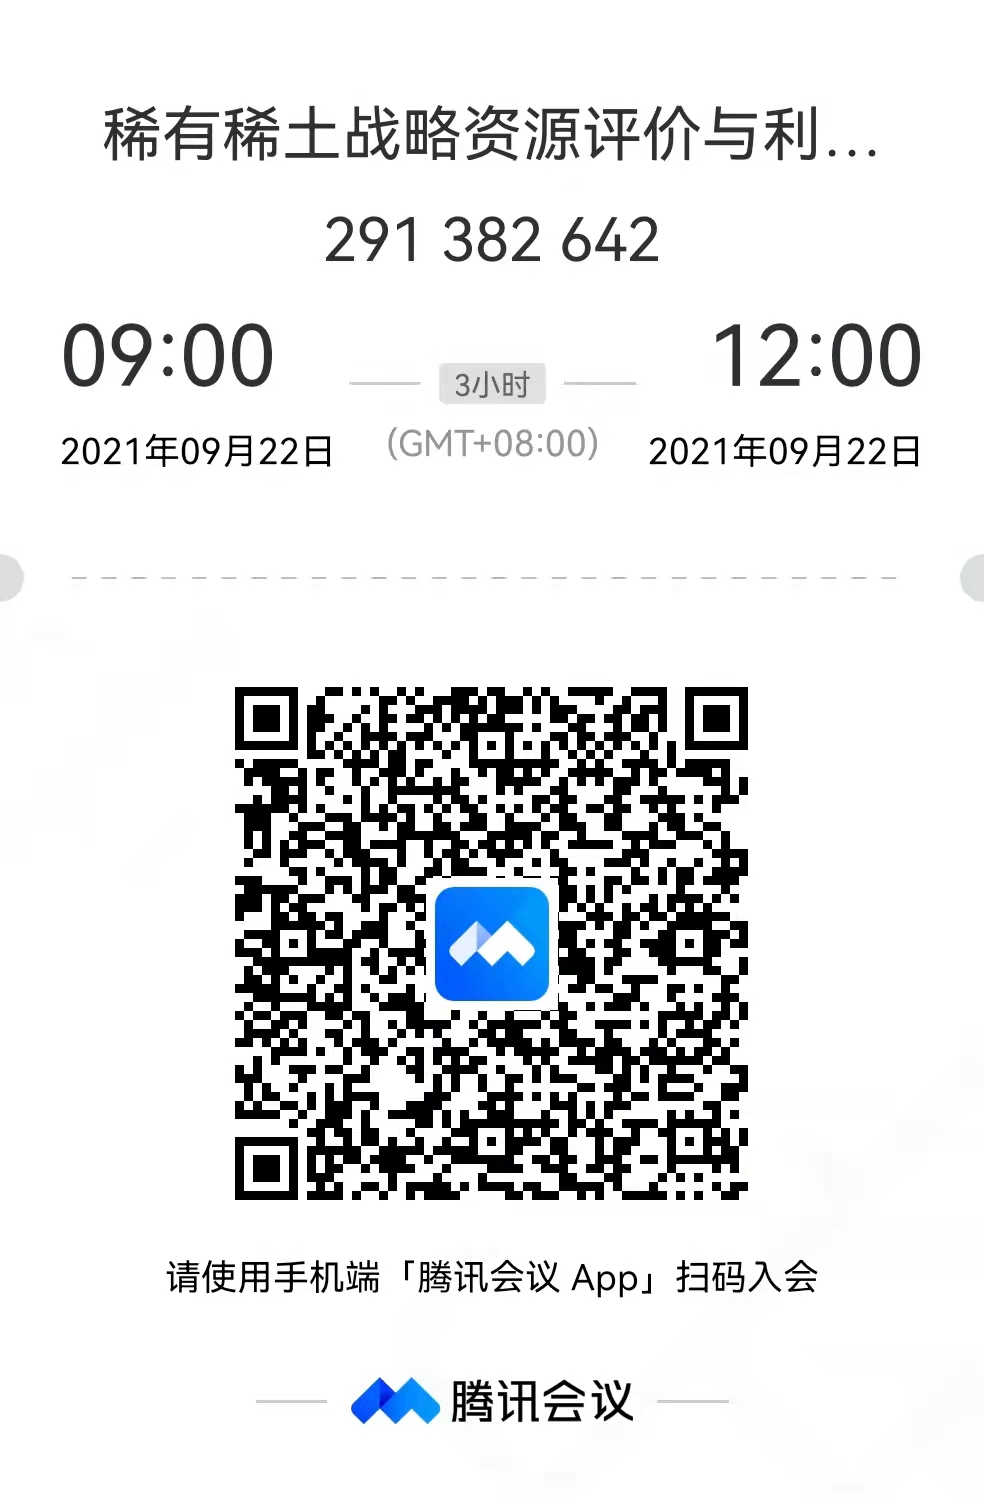 稀有稀土战略资源评价与利...
291 382 642
09:00
3小时
12:00
2021年09月22日
(GMT+08:00)
2021年09月22日
请使用手机端「腾讯会议 App」扫码入会
腾讯会议